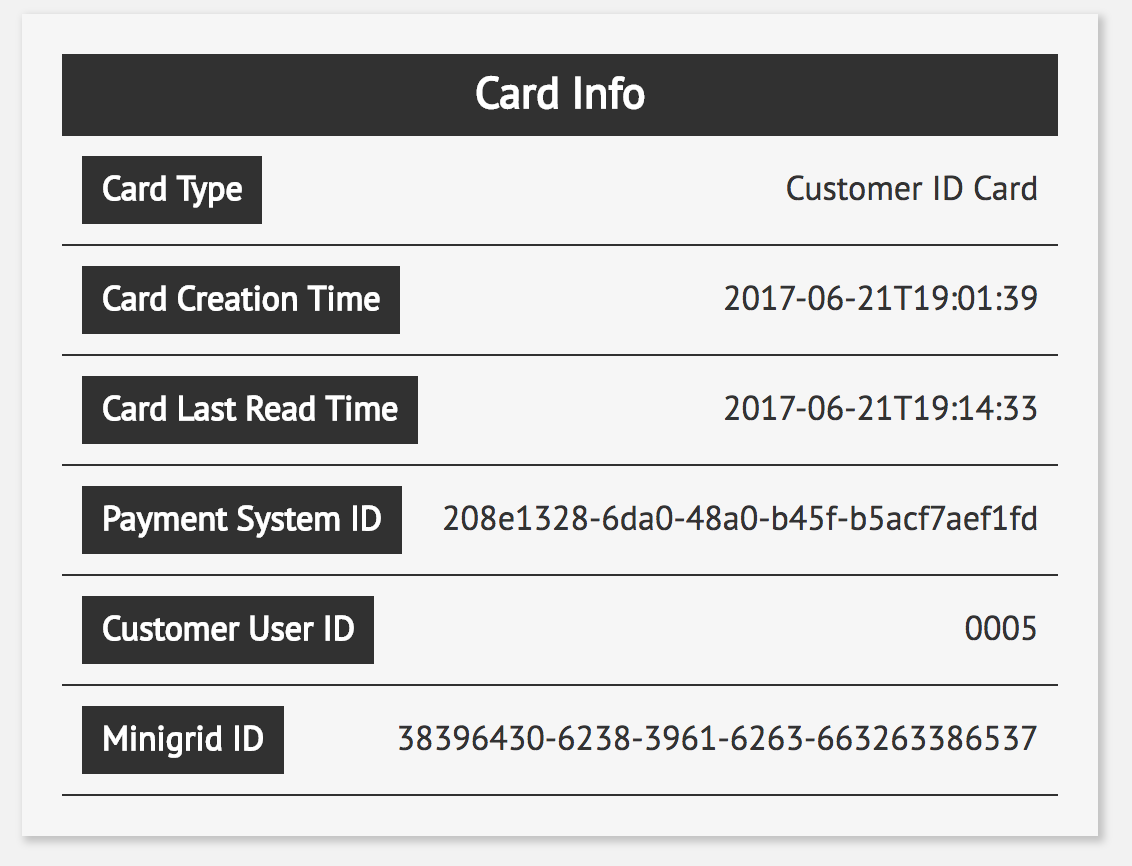 Card Info
Card Type Customer ID Card
Card Creation Time 2017-06-21T19:01:39
Card Last Read Time 2017-06-21T19:14:33
Payment System ID 208e1328-6da0-48a0-b45f-b5acf7aef1fd
Customer User ID 0005
Minigrid ID 38396430-6238-3961-6263-663263386537